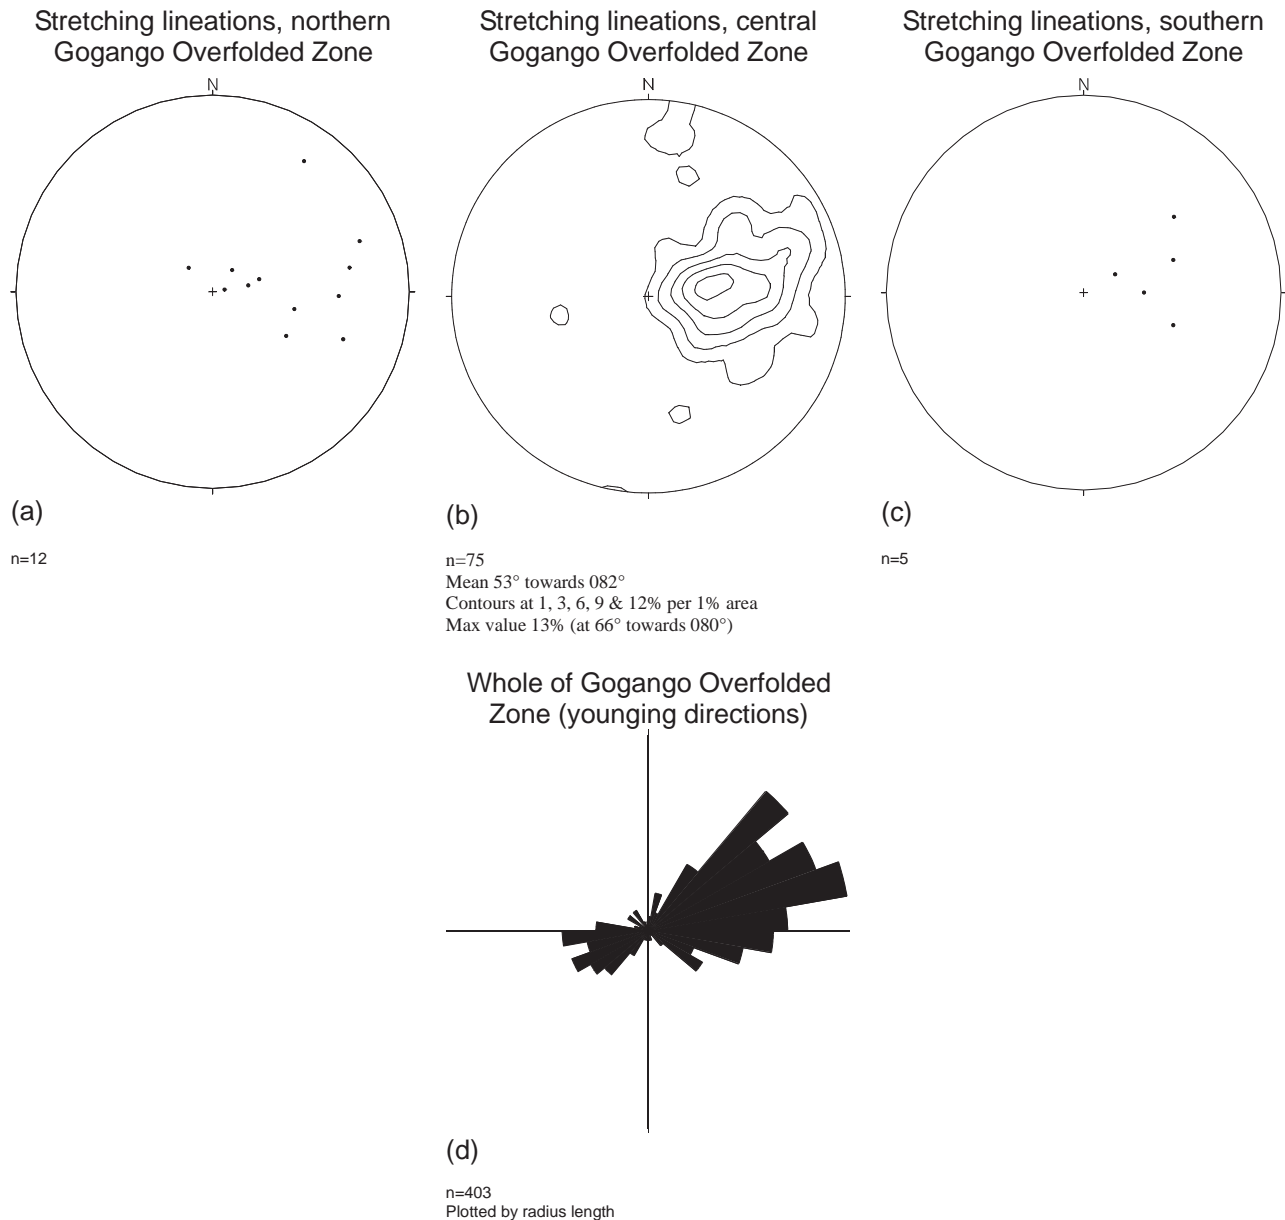 Stretching lineations, northern
Gogango Overfolded Zone
N
(a)
n=12
Stretching lineations, central
Gogango Overfolded Zone
N
(b)
n=75
Mean 53° towards 082°
Contours at 1, 3, 6, 9 & 12% per 1% area
Max value 13% (at 66° towards 080°)
Stretching lineations, southern
Gogango Overfolded Zone
N
(c)
n=5
Whole of Gogango Overfolded
Zone (younging directions)
(d)
n=403
Plotted by radius length